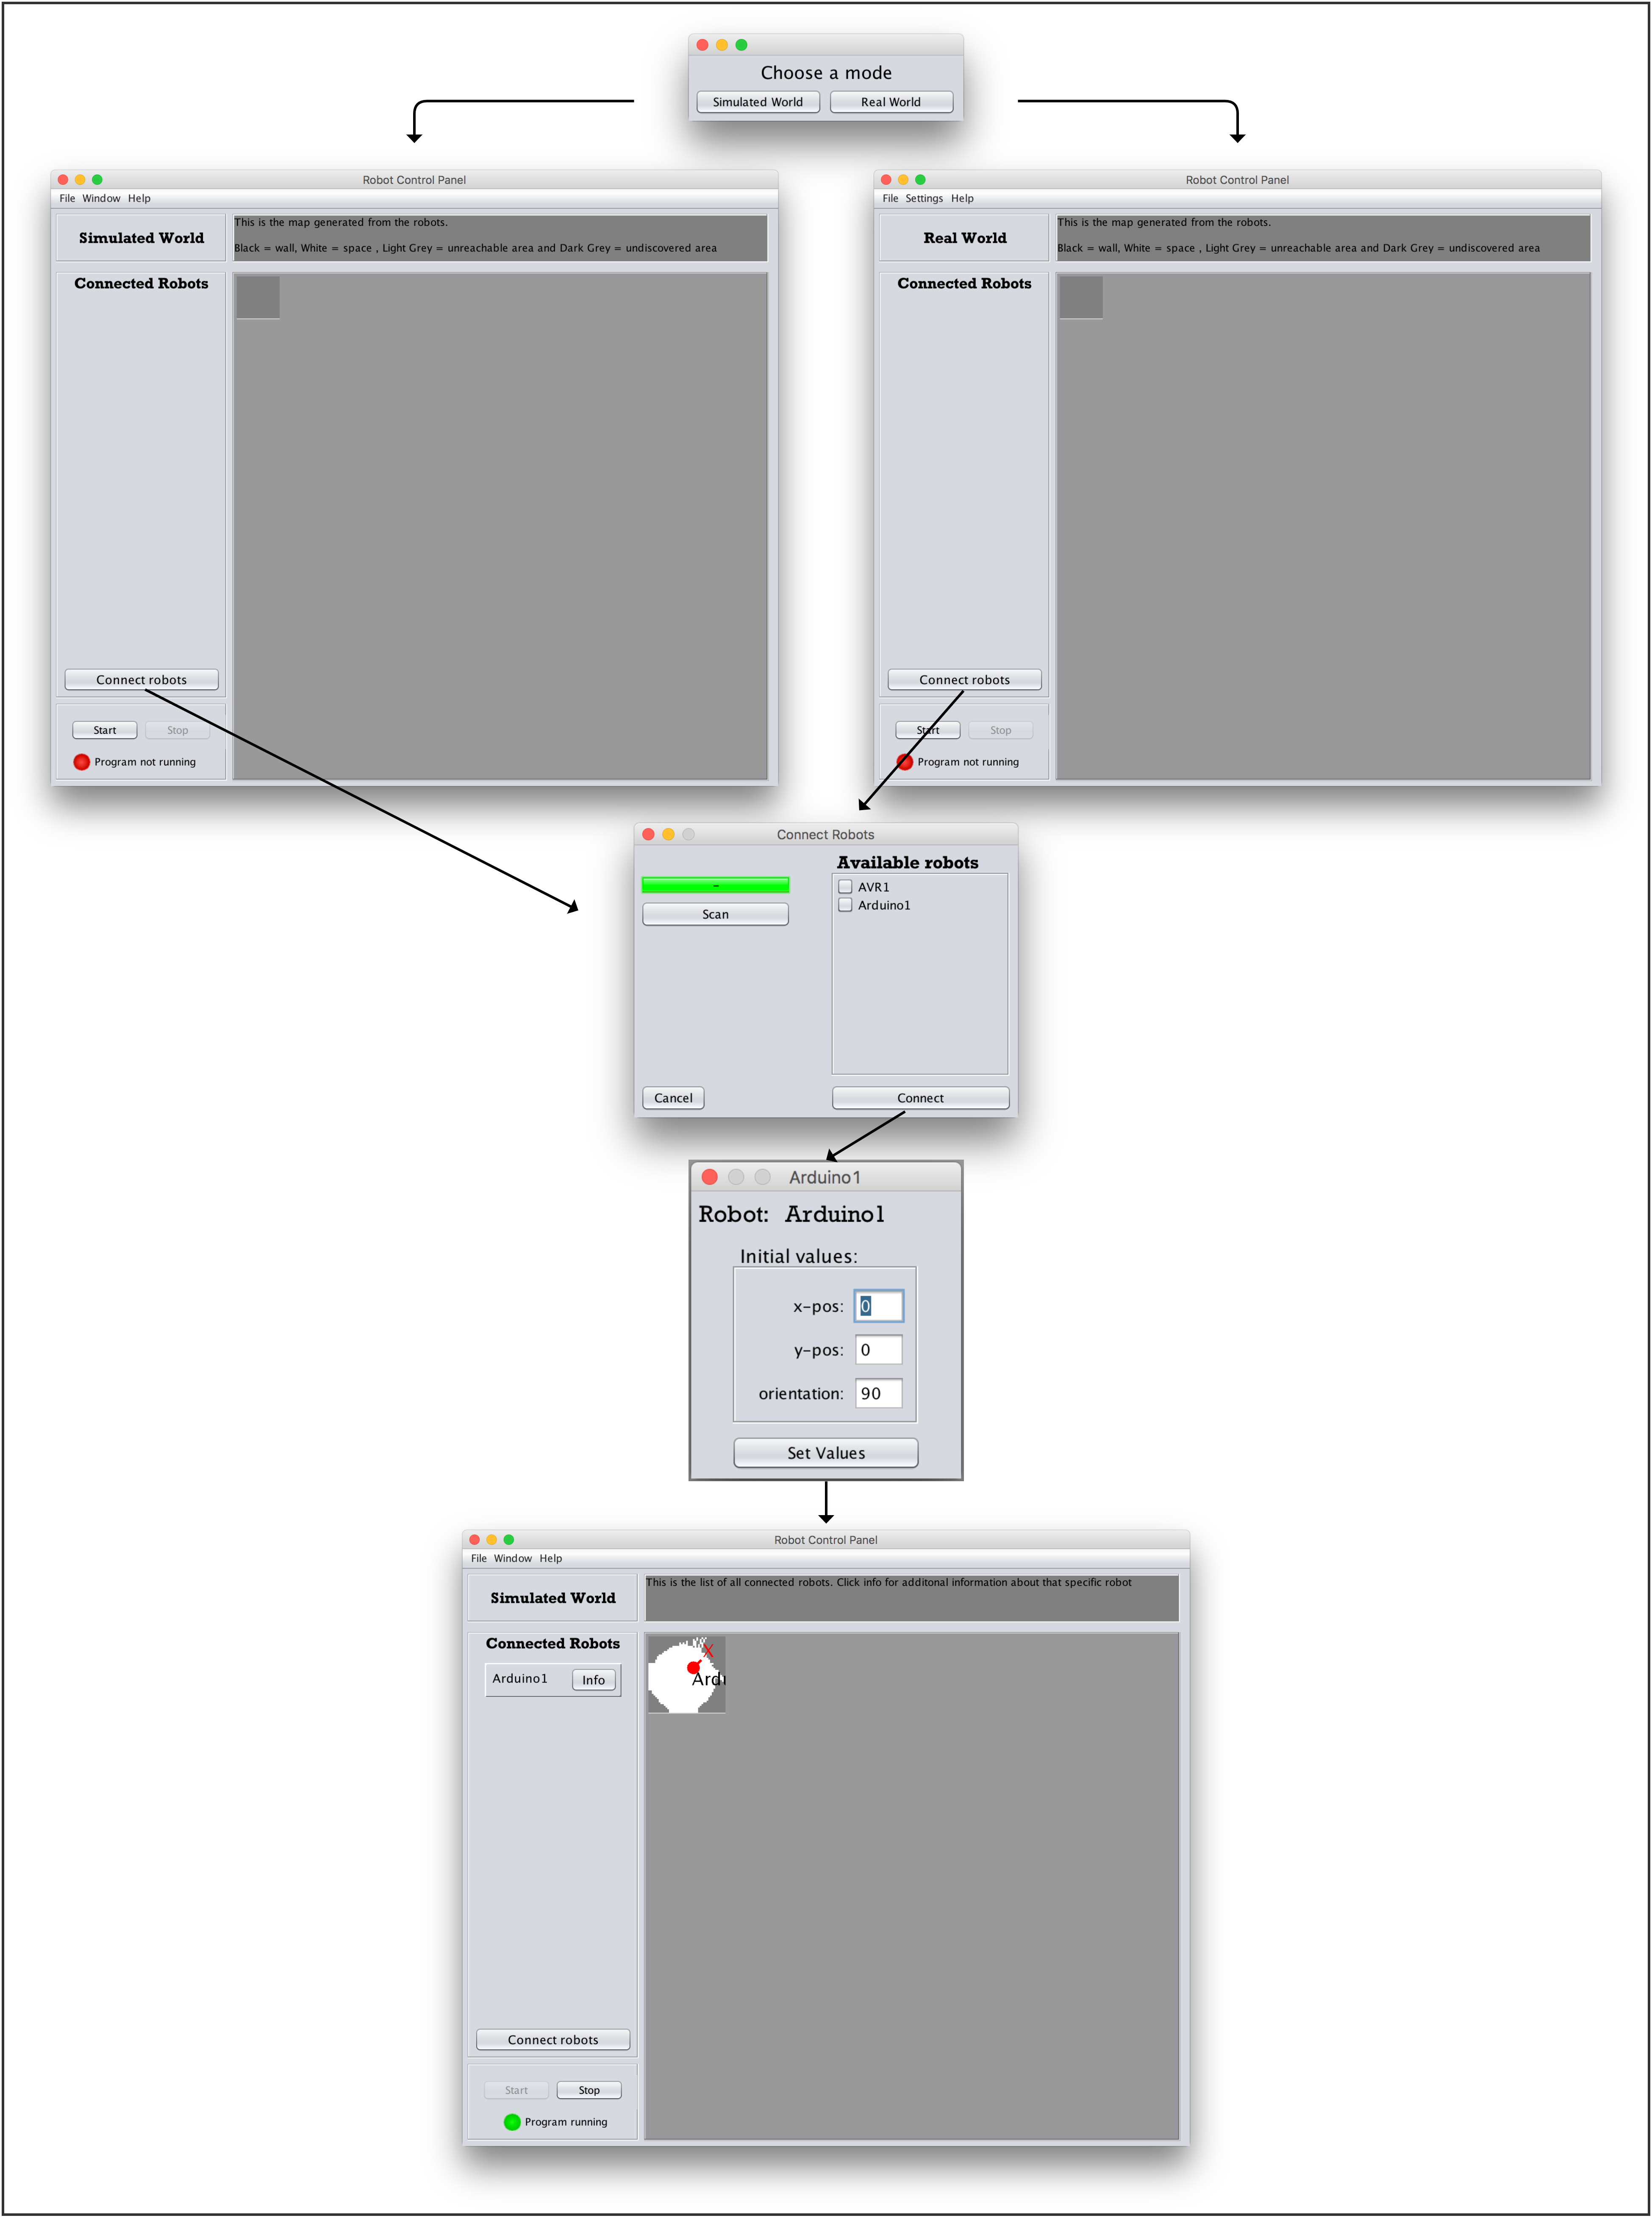 Choose a mode
Simulated World Real World
Robot Control Panel
File Window Help
Simulated World
This is the map generated from the robots.
Black = wall, White = space , Light Grey = unreachable area and Dark Grey = undiscovered area
Connected Robots
Connect robots
Start Stop
Program not running
Robot Control Panel
File Settings Help
Real World
This is the map generated from the robots.
Black = wall, White = space , Light Grey = unreachable area and Dark Grey = undiscovered area
Connected Robots
Connect robots
Start Stop
Program not running
Connect Robots
Available robots
AVR1
Arduino1
Scan
Cancel
Connect
Arduino1
Robot: Arduino1
Initial values:
x-pos: 0
y-pos: 0
orientation: 90
Set Values
Robot Control Panel
File Window Help
Simulated World
This is the list of all connected robots. Click info for additonal information about that specific robot
Connected Robots
Arduino1 Info
X
Connect robots
Start Stop
Program running